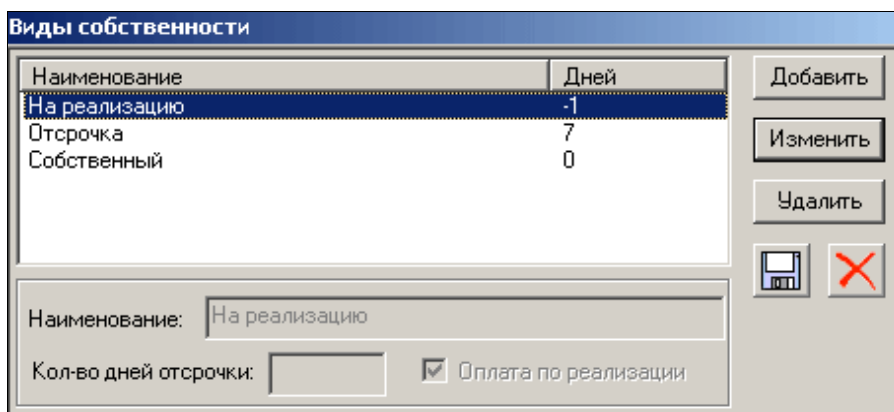 Виды собственности
Наименование Дней
На реализацию -1
Отсрочка 7
Собственный 0
Добавить
Изменить
Удалить
Наименование: На реализацию
Кол-во дней отсрочки: Оплата по реализации